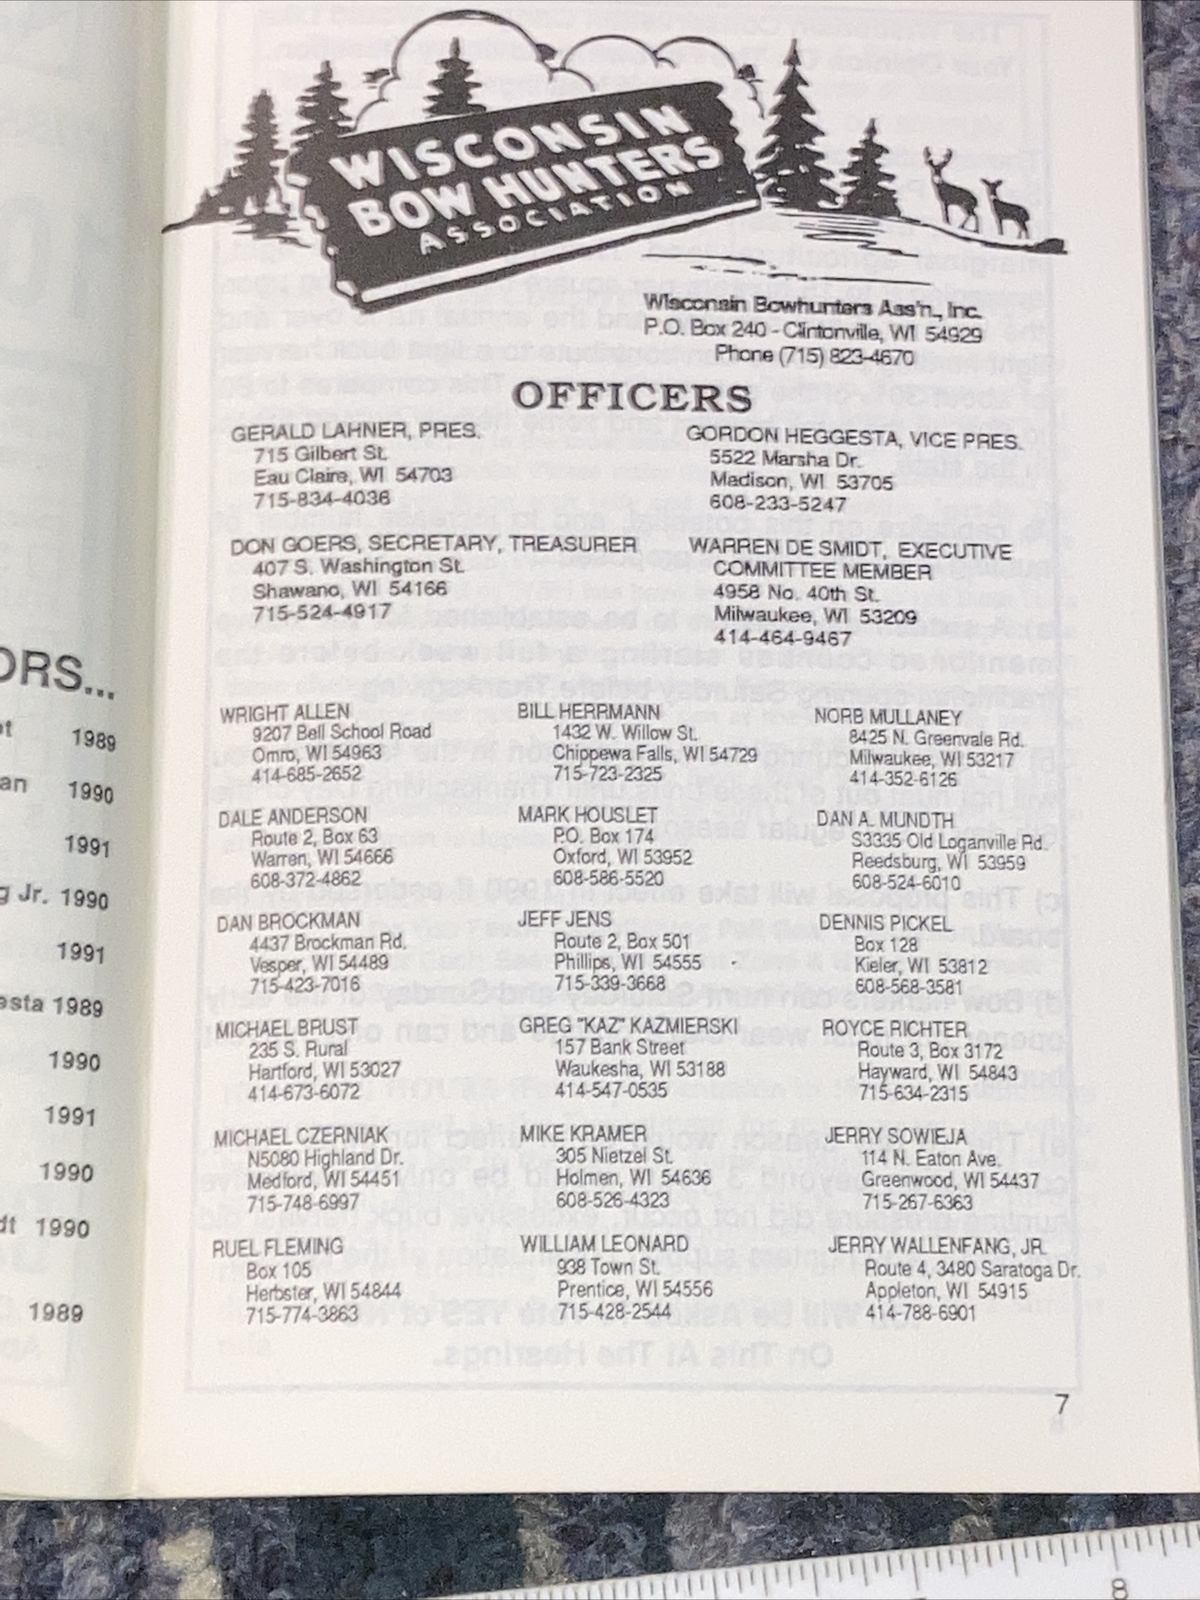 WISCONSIN
BOW HUNTERS
ASSOCIATION
Wisconsin Bowhunters Ass'n., Inc.
P.O. Box 240 - Clintonville, WI 54929
Phone (715) 823-4670
OFFICERS
GERALD LAHNER, PRES.
715 Gilbert St.
Eau Claire, WI 54703
715-834-4036
GORDON HEGGESTA, VICE PRES.
5522 Marsha Dr.
Madison, WI 53705
608-233-5247
DON GOERS, SECRETARY, TREASURER
407 S. Washington St.
Shawano, WI 54166
715-524-4917
WARREN DE SMIDT, EXECUTIVE
COMMITTEE MEMBER
4958 No. 40th St.
Milwaukee, WI 53209
414-464-9467
WRIGHT ALLEN
9207 Bell School Road
Omro, WI 54963
414-685-2652
DALE ANDERSON
Route 2, Box 63
Warren, WI 54666
608-372-4862
DAN BROCKMAN
4437 Brockman Rd.
Vesper, WI 54489
715-423-7016
MICHAEL BRUST
235 S. Rural
Hartford, WI 53027
414-673-6072
MICHAEL CZERNIAK
N5080 Highland Dr.
Medford, WI 54451
715-748-6997
RUEL FLEMING
Box 105
Herbster, WI 54844
715-774-3863
BILL HERRMANN
1432 W. Willow St.
Chippewa Falls, WI 54729
715-723-2325
MARK HOUSLET
P.O. Box 174
Oxford, WI 53952
608-586-5520
JEFF JENS
Route 2, Box 501
Phillips, WI 54555
715-339-3668
GREG "KAZ" KAZMIERSKI
157 Bank Street
Waukesha, WI 53188
414-547-0535
MIKE KRAMER
305 Nietzel St.
Holmen, WI 54636
608-526-4323
WILLIAM LEONARD
938 Town St.
Prentice, WI 54556
715-428-2544
NORB MULLANEY
8425 N. Greenvale Rd.
Milwaukee, WI 53217
414-352-6126
DAN A. MUNDTH
S3335 Old Loganville Rd.
Reedsburg, WI 53959
608-524-6010
DENNIS PICKEL
Box 128
Kieler, WI 53812
608-568-3581
ROYCE RICHTER
Route 3, Box 3172
Hayward, WI 54843
715-634-2315
JERRY SOWIEJA
114 N. Eaton Ave.
Greenwood, WI 54437
715-267-6363
JERRY WALLENFANG, JR.
Route 4, 3480 Saratoga Dr.
Appleton, WI 54915
414-788-6901
7
ORS...
1989
an 1990
1991
g Jr. 1990
1991
esta 1989
1990
1991
1990
dt 1990
1989
8